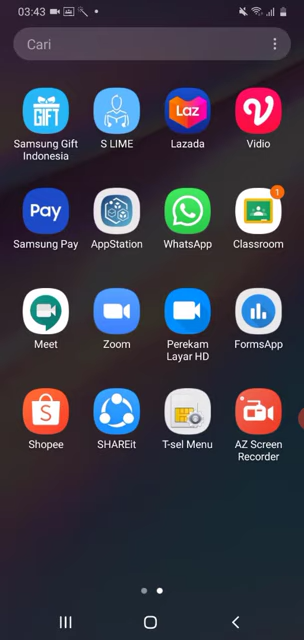 03:43
Cari
GIFT
Laz
Samsung Gift
Indonesia
S LIME
Lazada
Vidio
1
Pay
Samsung Pay
AppStation
WhatsApp
Classroom
Meet
Zoom
Perekam
Layar HD
FormsApp
S
Shopee
SHAREit
T-sel Menu
AZ Screen
Recorder